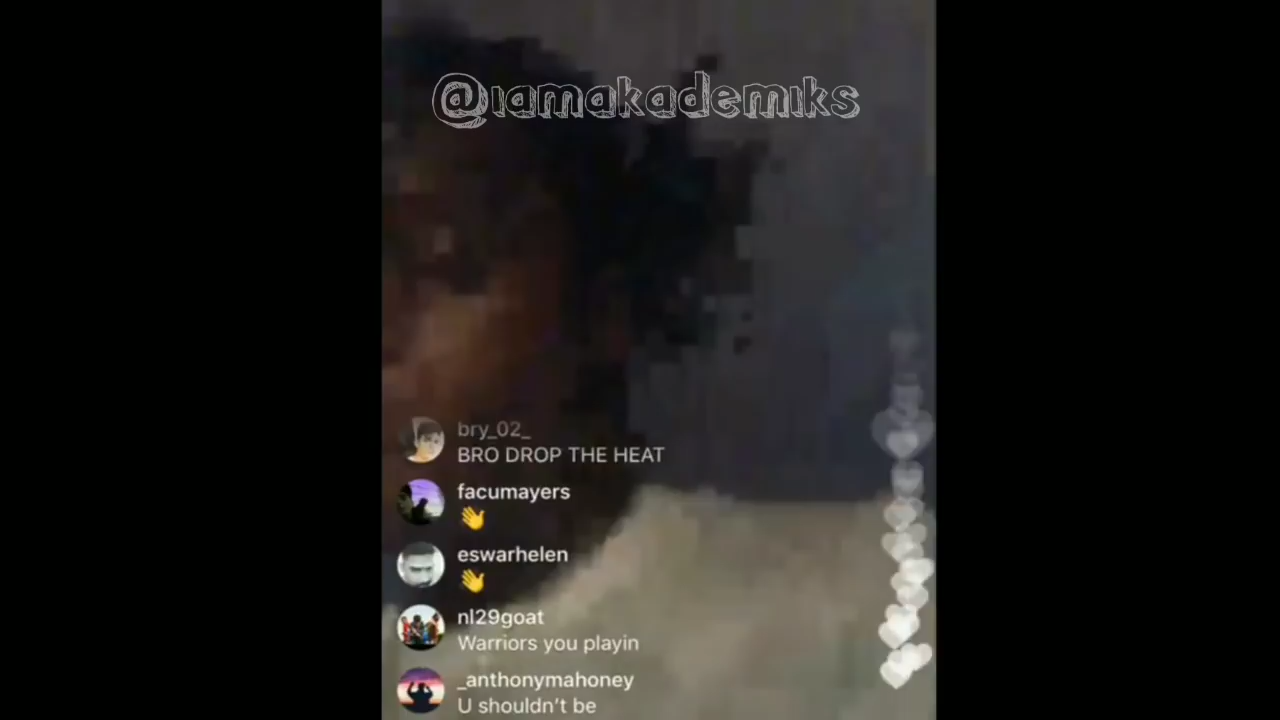 @iamakademiks
bry_02_
BRO DROP THE HEAT
facumayers
👋
eswarhelen
👋
nl29goat
Warriors you playin
_anthonymahoney
U shouldn't be